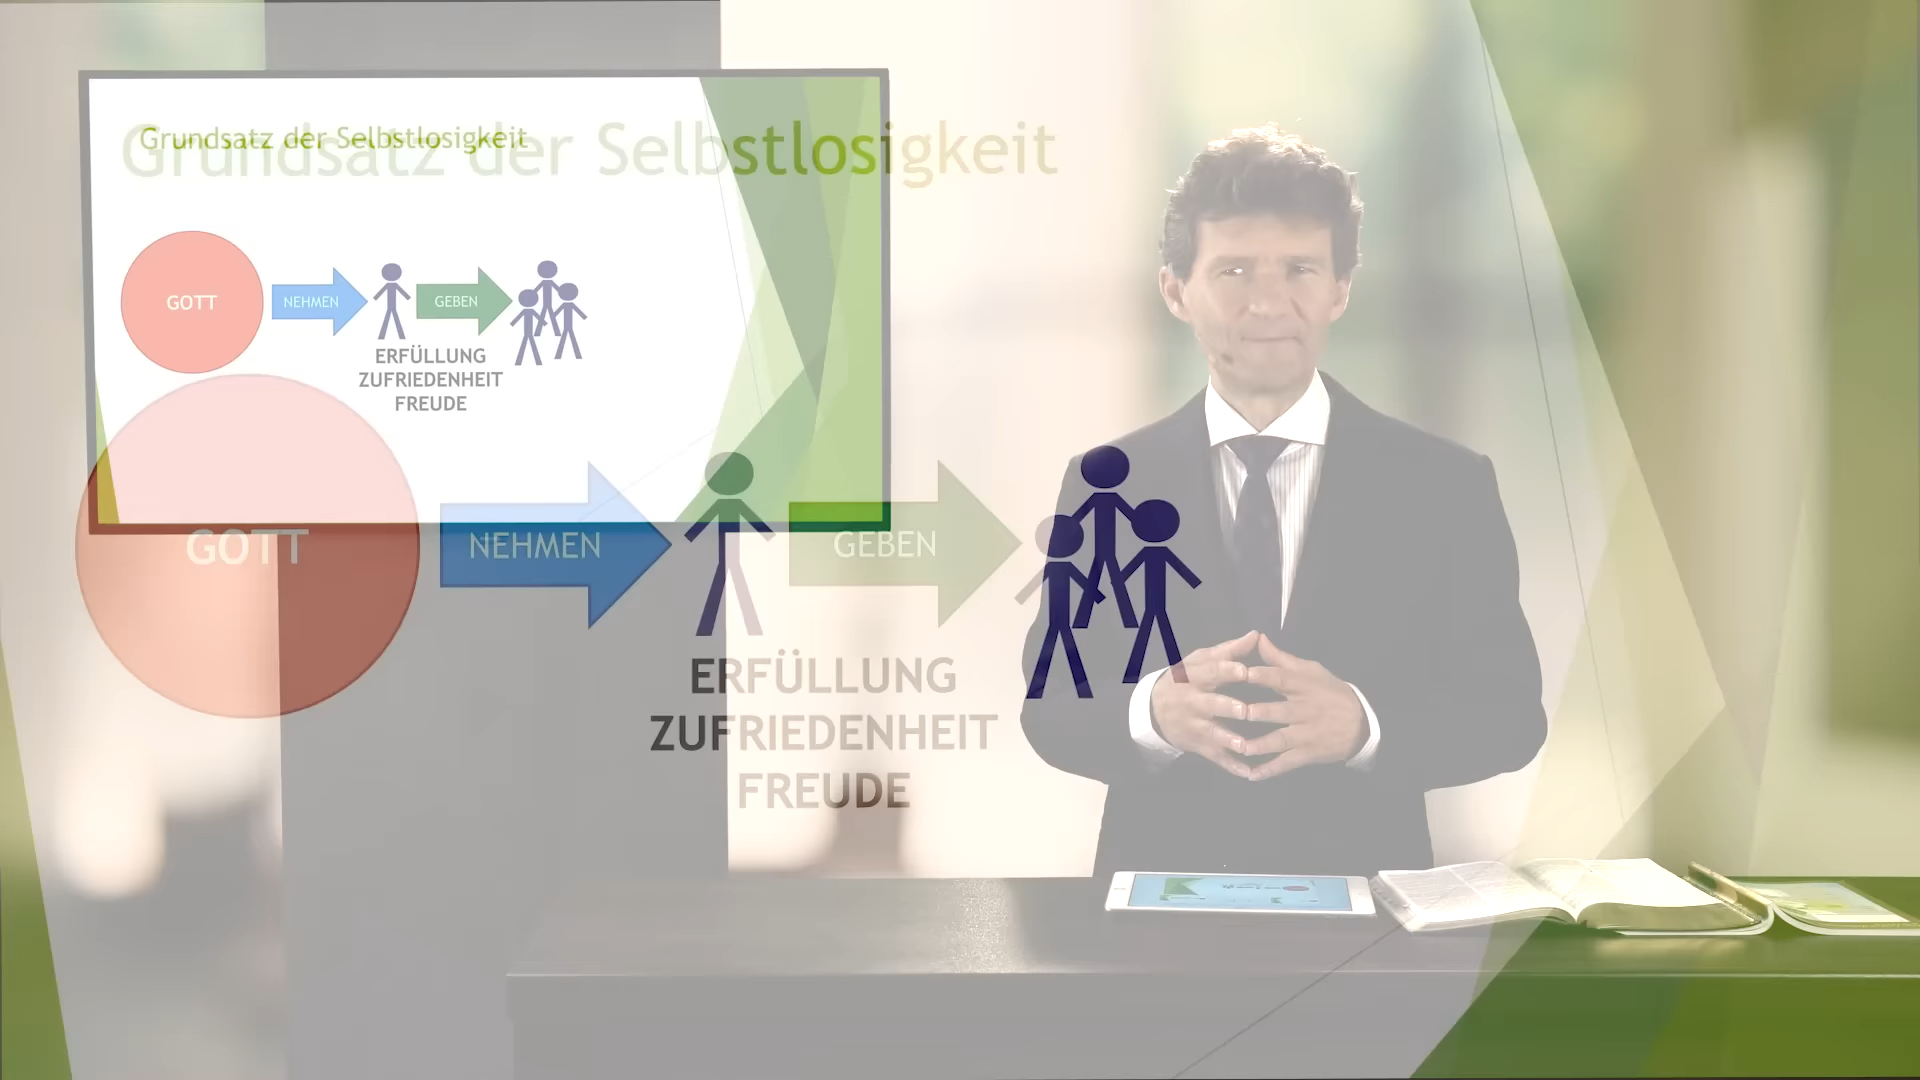 Grundsatz der Selbstlosigkeit
GOTT
NEHMEN
GEBEN
ERFÜLLUNG
ZUFRIEDENHEIT
FREUDE
Grundsatz der Selbstlosigkeit
GOTT
NEHMEN
GEBEN
ERFÜLLUNG
ZUFRIEDENHEIT
FREUDE